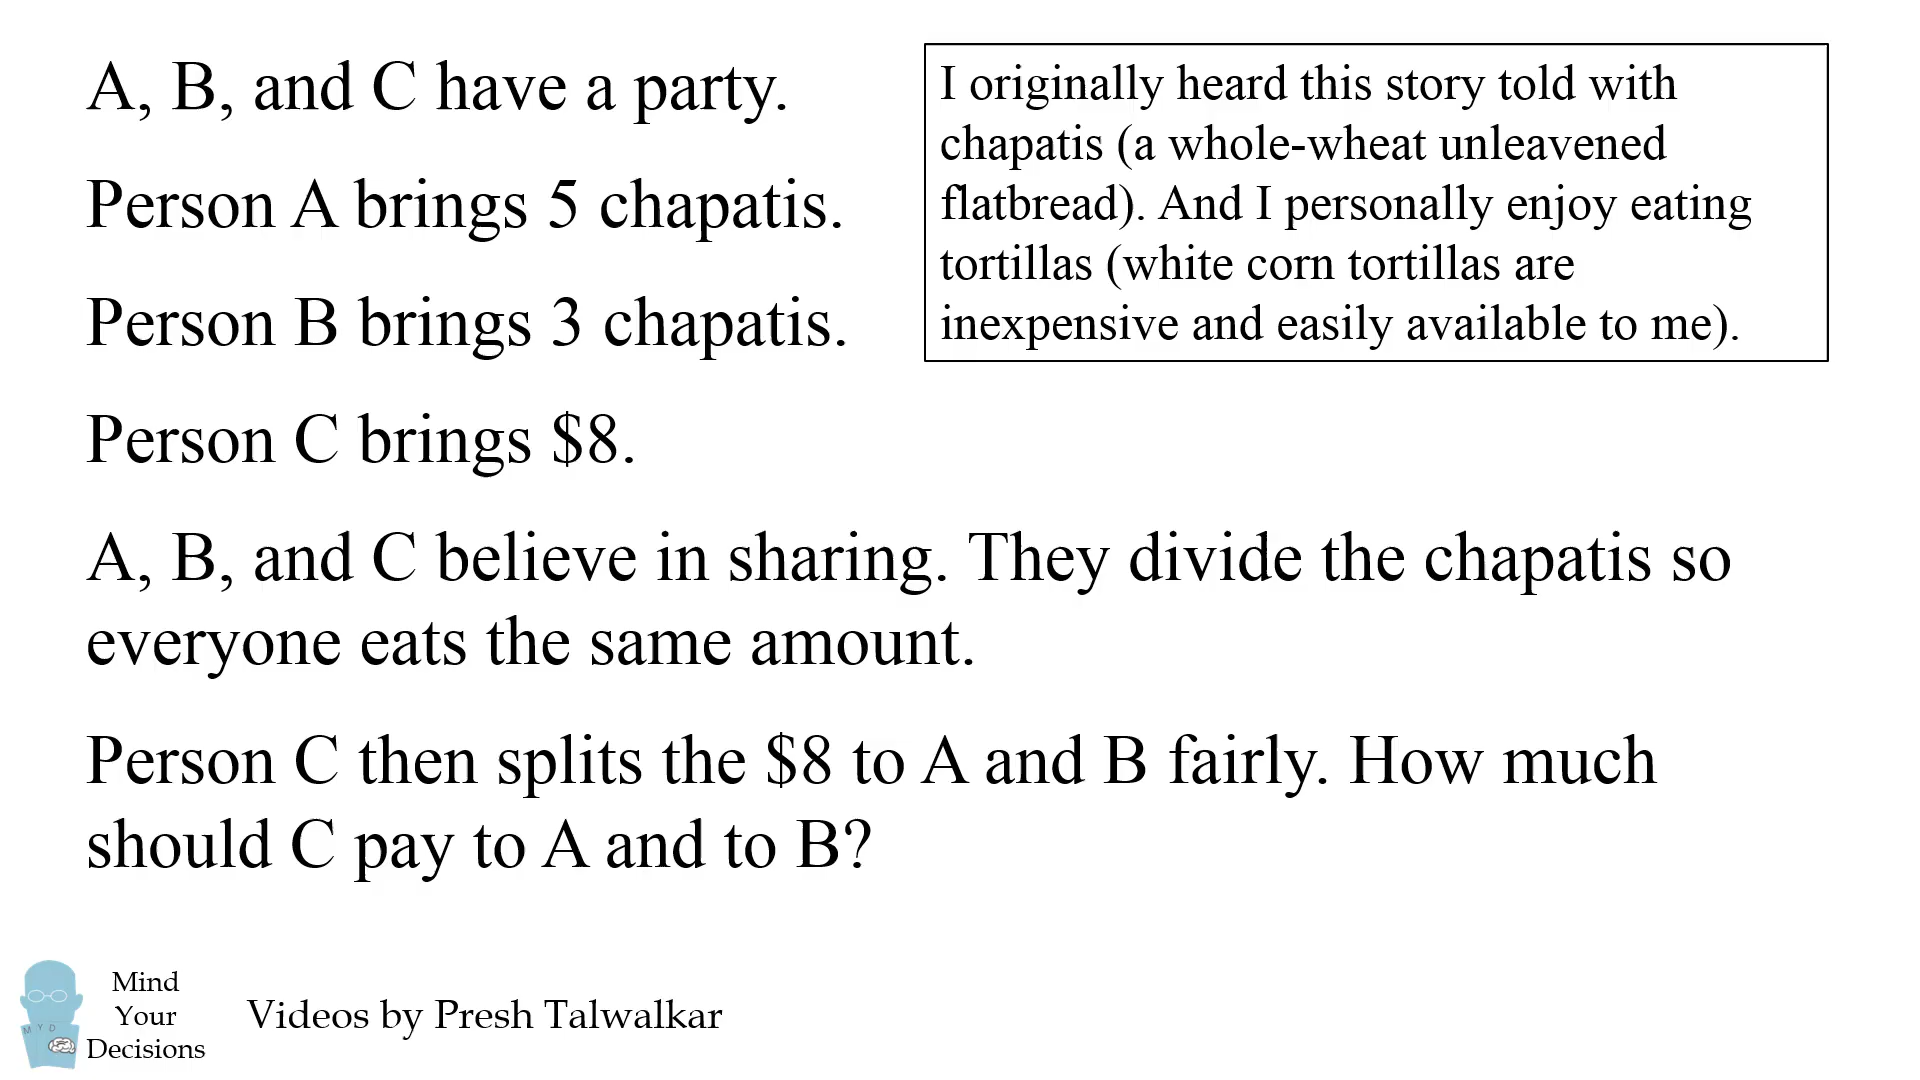 A, B, and C have a party.
Person A brings 5 chapatis.
Person B brings 3 chapatis.
Person C brings $8.
I originally heard this story told with
chapatis (a whole-wheat unleavened
flatbread). And I personally enjoy eating
tortillas (white corn tortillas are
inexpensive and easily available to me).
A, B, and C believe in sharing. They divide the chapatis so
everyone eats the same amount.
Person C then splits the $8 to A and B fairly. How much
should C pay to A and to B?
M Y D
Mind
Your
Decisions
Videos by Presh Talwalkar